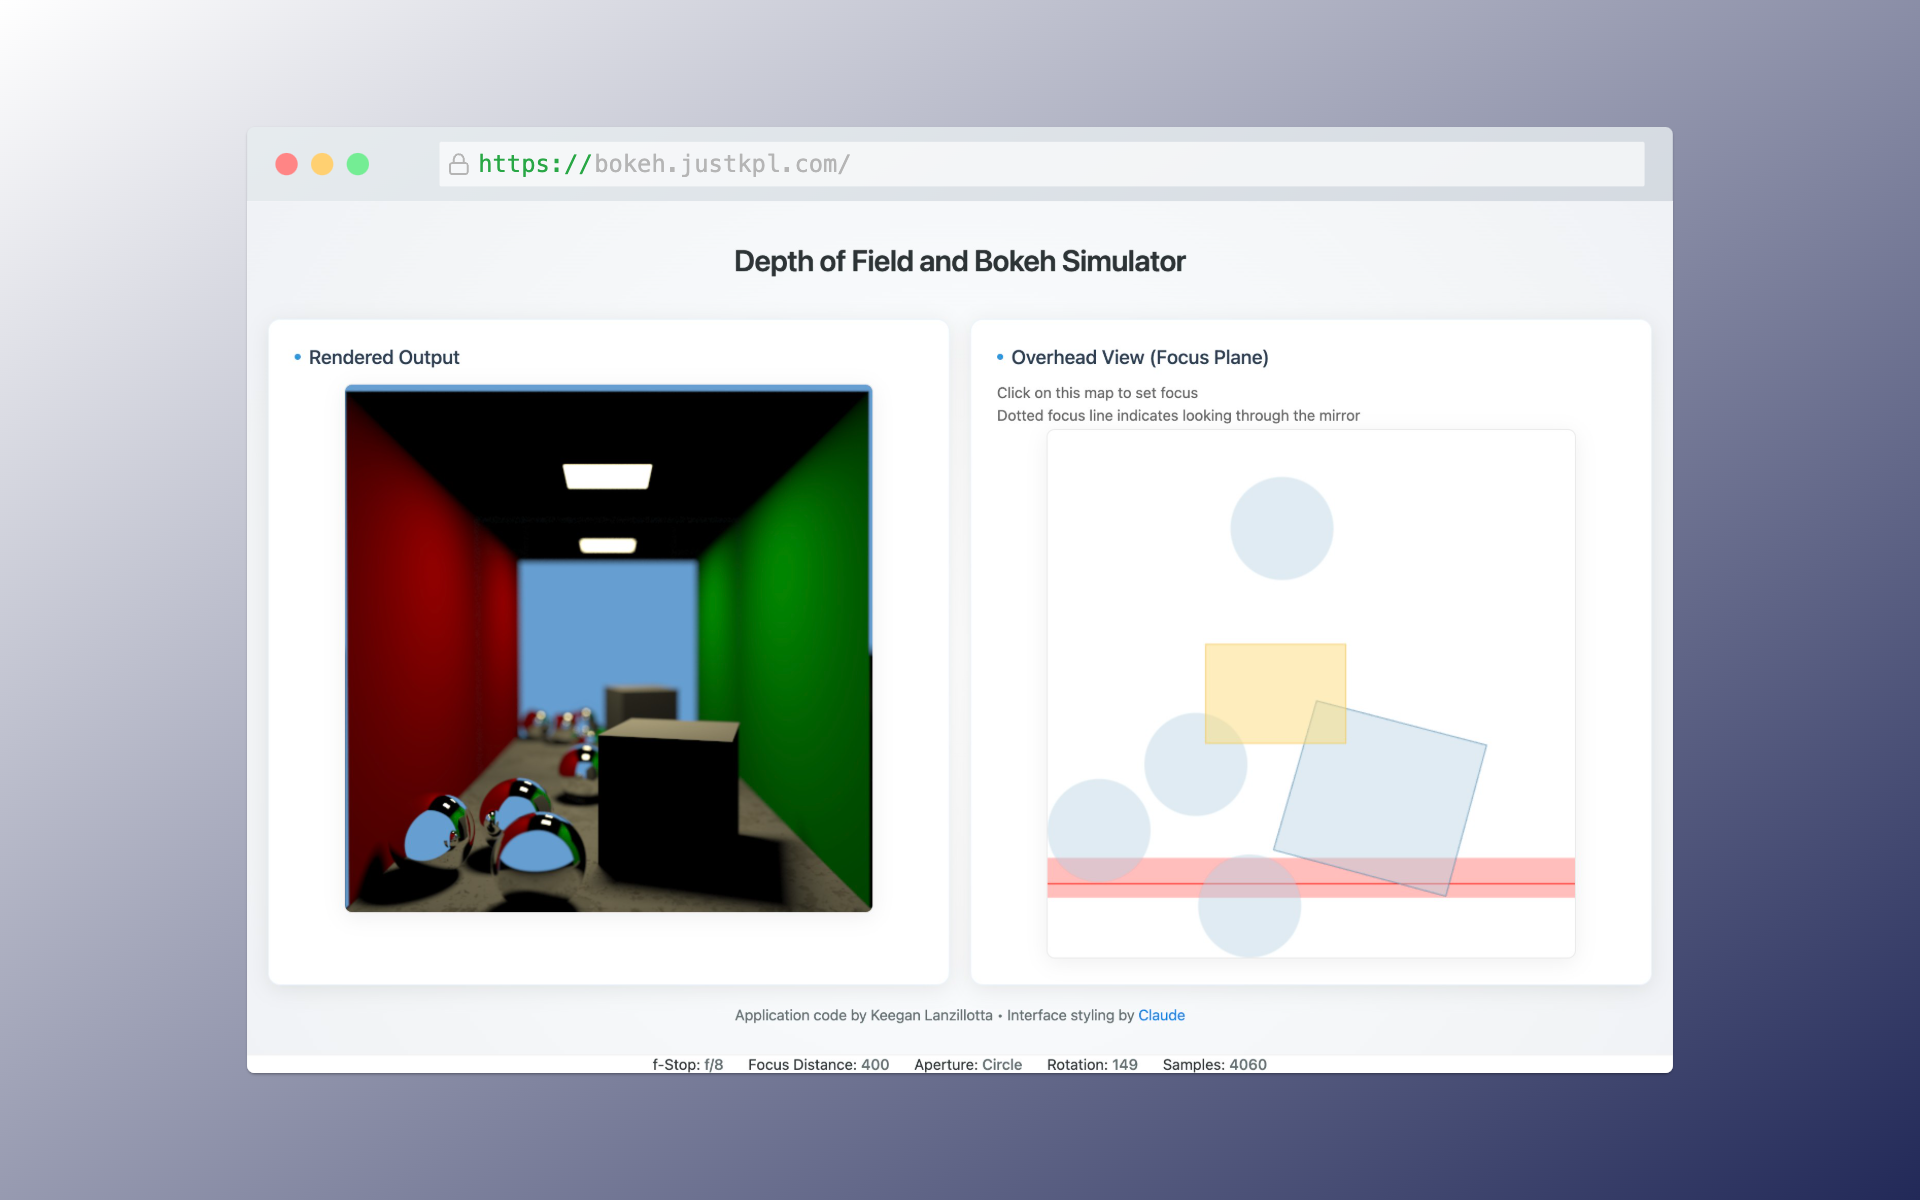 https://bokeh.justkpl.com/
Depth of Field and Bokeh Simulator
• Rendered Output
• Overhead View (Focus Plane)
Click on this map to set focus
Dotted focus line indicates looking through the mirror
Application code by Keegan Lanzillotta • Interface styling by Claude
f-Stop: f/8 Focus Distance: 400 Aperture: Circle Rotation: 149 Samples: 4060